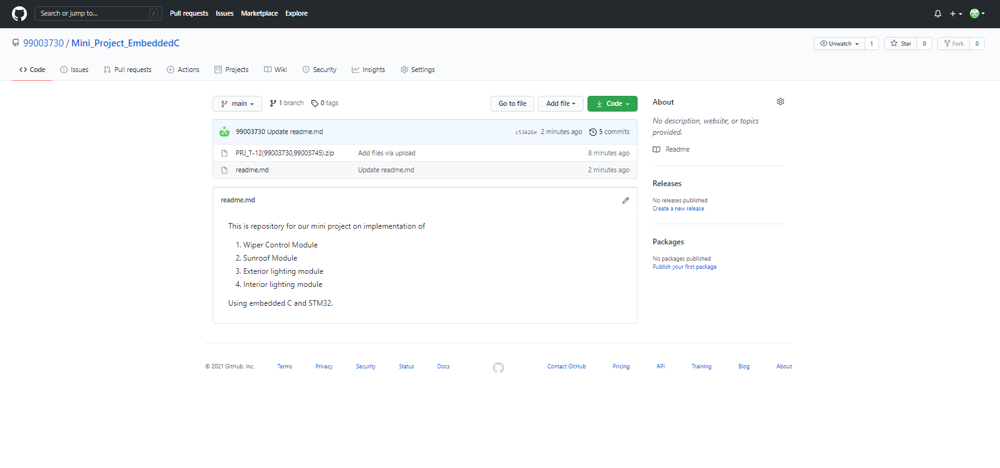 Search or jump to... /
Pull requests Issues Marketplace Explore
99003730 / Mini_Project_EmbeddedC
Unwatch 1 Star 0 Fork 0
Code Issues Pull requests Actions Projects Wiki Security Insights Settings
main 1 branch 0 tags Go to file Add file Code
99003730 Update readme.md c53426e 2 minutes ago 5 commits
PRJ_T-12(99003730,99003745).zip Add files via upload 8 minutes ago
readme.md Update readme.md 2 minutes ago
readme.md
This is repository for our mini project on implementation of
1. Wiper Control Module
2. Sunroof Module
3. Exterior lighting module
4. Interior lighting module
Using embedded C and STM32.
About
No description, website, or topics
provided.
Readme
Releases
No releases published
Create a new release
Packages
No packages published
Publish your first package
© 2021 GitHub, Inc. Terms Privacy Security Status Docs Contact GitHub Pricing API Training Blog About